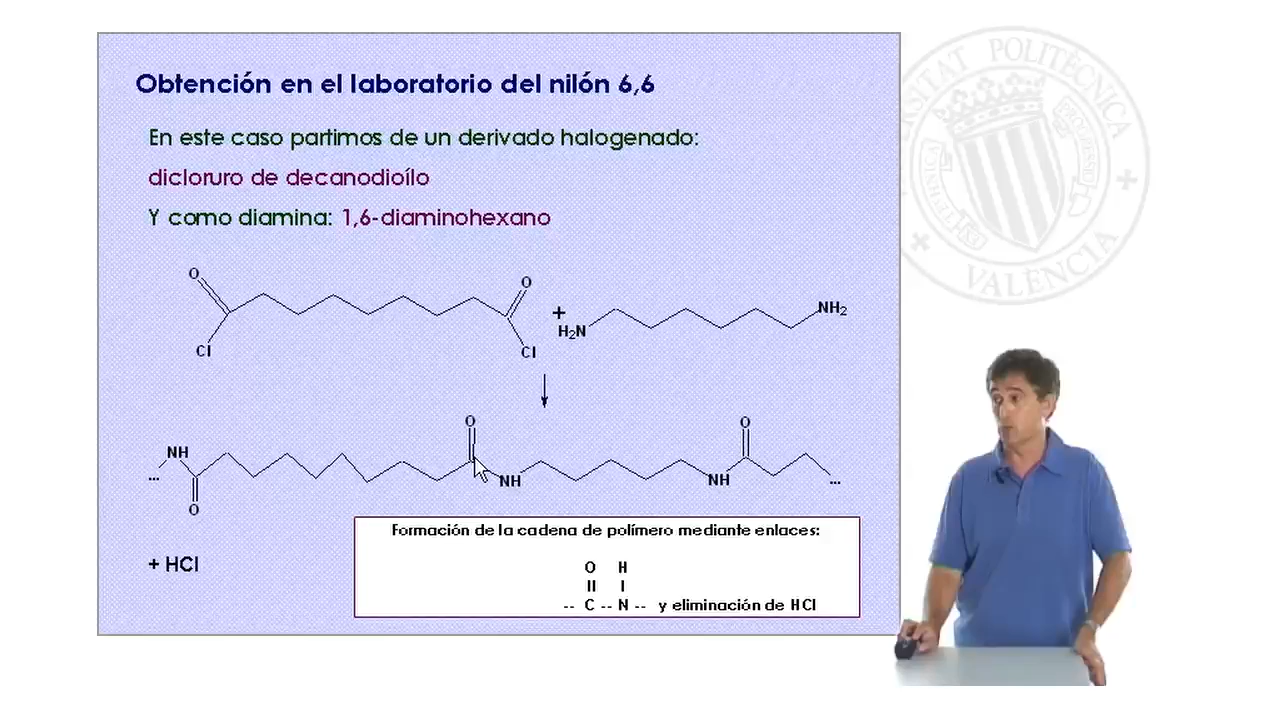 Obtención en el laboratorio del nilón 6,6
En este caso partimos de un derivado halogenado:
dicloruro de decanodioílo
Y como diamina: 1,6-diaminohexano
O
O
Cl
Cl
+
H2N
NH2
O
O
NH
...
NH
NH
...
O
+ HCl
Formación de la cadena de polímero mediante enlaces:
O H
II I
-- C -- N -- y eliminación de HCl
POLITÈCNICA
VALÈNCIA